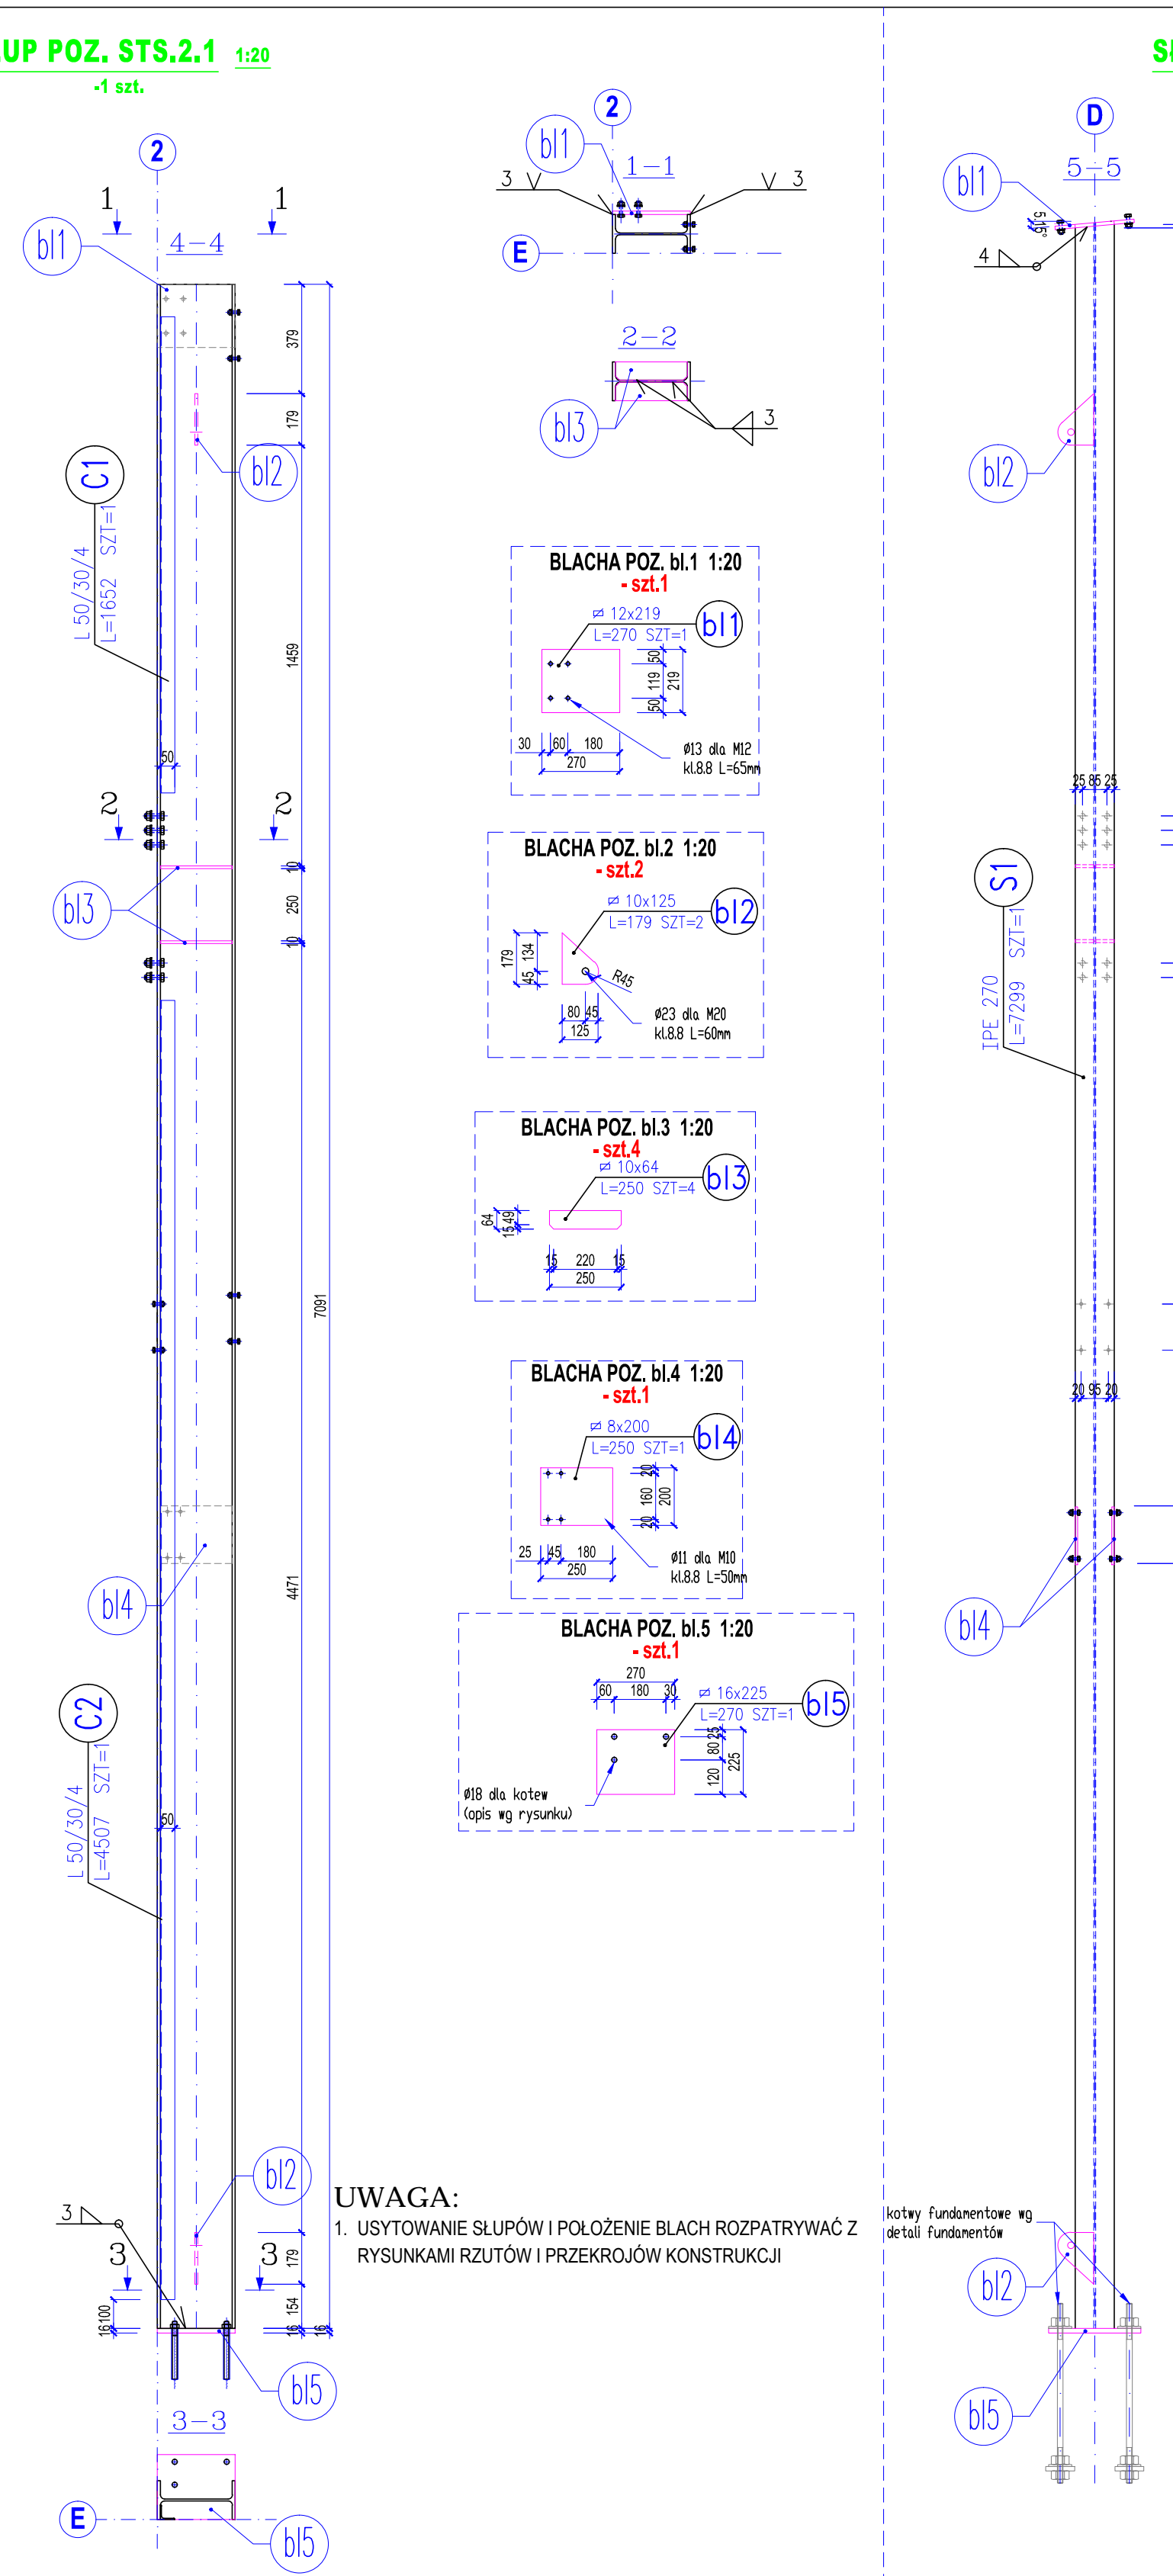 UP POZ. STS.2.1 1:20
-1 szt.
2
1 1
bl1
4-4
379
179
bl2
C1
L 50/30/4
L=1652 SZT=1
1459
50
2 2
10
250
10
bl3
7091
bl4
4471
C2
L 50/30/4
L=4507 SZT=1
50
bl2
3
3 3
179
154
100
16
16
16
bl5
3-3
E
bl5
2
bl1
1-1
3 3
E
2-2
bl3
3
BLACHA POZ. bl.1 1:20
- szt.1
12x219
L=270 SZT=1
bl1
50
119
50
219
30 60 180
270
Ø13 dla M12
kl.8.8 L=65mm
BLACHA POZ. bl.2 1:20
- szt.2
10x125
L=179 SZT=2
bl2
179
134
45
R45
80 45
125
Ø23 dla M20
kl.8.8 L=60mm
BLACHA POZ. bl.3 1:20
- szt.4
10x64
L=250 SZT=4
bl3
64
49
15
15 220 15
250
BLACHA POZ. bl.4 1:20
- szt.1
8x200
L=250 SZT=1
bl4
20
160
20
200
25 45 180
250
Ø11 dla M10
kl.8.8 L=50mm
BLACHA POZ. bl.5 1:20
- szt.1
270
60 180 30
16x225
L=270 SZT=1
bl5
25
80
120
225
Ø18 dla kotew
(opis wg rysunku)
UWAGA:
1. USYTOWANIE SŁUPÓW I POŁOŻENIE BLACH ROZPATRYWAĆ Z
RYSUNKAMI RZUTÓW I PRZEKROJÓW KONSTRUKCJI
D
5-5
bl1
4
bl2
25 85 25
S1
IPE 270
L=7299 SZT=1
20 95 20
bl4
kotwy fundamentowe wg
detali fundamentów
bl2
bl5